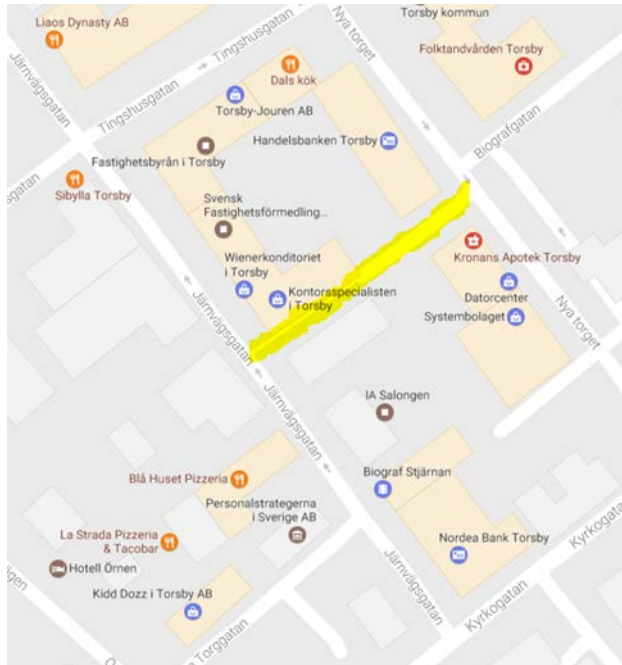 Liaos Dynasty AB
Torsby kommun
Folktandvården Torsby
Nya torget
Järnvägsgatan
Tingshusgatan
Dals kök
Torsby-Jouren AB
Handelsbanken Torsby
Biografgatan
Tingshusgatan
Fastighetsbyrån i Torsby
gatan
Sibylla Torsby
Svensk
Fastighetsförmedling...
Wienerkonditoriet
i Torsby
Kronans Apotek Torsby
Kontorsspecialisten
i Torsby
Datorcenter
Systembolaget
Nya torget
Järnvägsgatan
Järnvägsgatan
IA Salongen
Blå Huset Pizzeria
Biograf Stjärnan
Personalstrategerna
i Sverige AB
La Strada Pizzeria
& Tacobar
Nordea Bank Torsby
Kyrkogatan
Hotell Örnen
Järnvägsgatan
Kidd Dozz i Torsby AB
Kyrkogatan
Torggatan